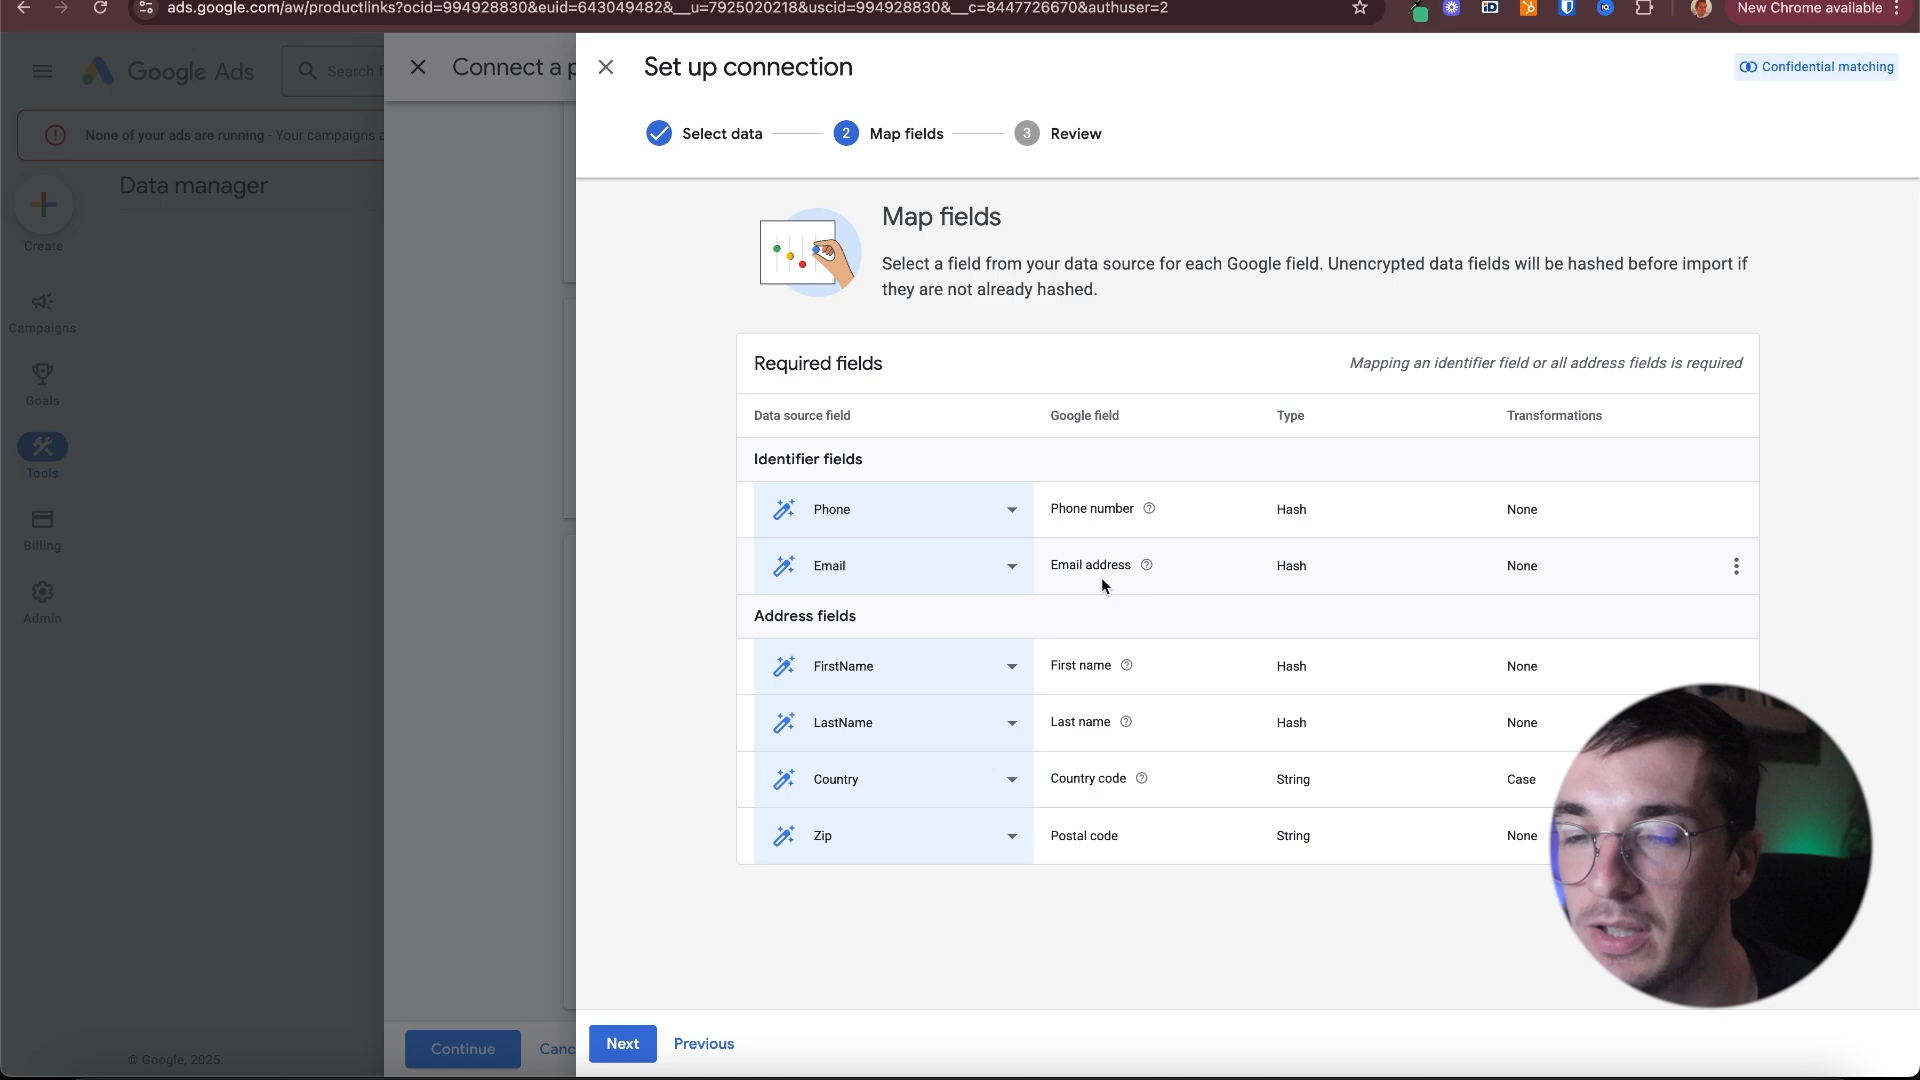 ads.google.com/aw/productlinks?ocid=994928830&euid=643049482&__u=7925020218&uscid=994928830&__c=8447726670&authuser=2
New Chrome available
Google Ads
Search f
Connect a p
Set up connection
Confidential matching
None of your ads are running - Your campaigns a
Select data
2
Map fields
3
Review
Data manager
Create
Campaigns
Goals
Tools
Billing
Admin
Map fields
Select a field from your data source for each Google field. Unencrypted data fields will be hashed before import if
they are not already hashed.
Required fields
Mapping an identifier field or all address fields is required
Data source field
Google field
Type
Transformations
Identifier fields
Phone
Phone number
Hash
None
Email
Email address
Hash
None
Address fields
FirstName
First name
Hash
None
LastName
Last name
Hash
None
Country
Country code
String
Case
Zip
Postal code
String
None
© Google, 2025.
Continue
Canc
Next
Previous